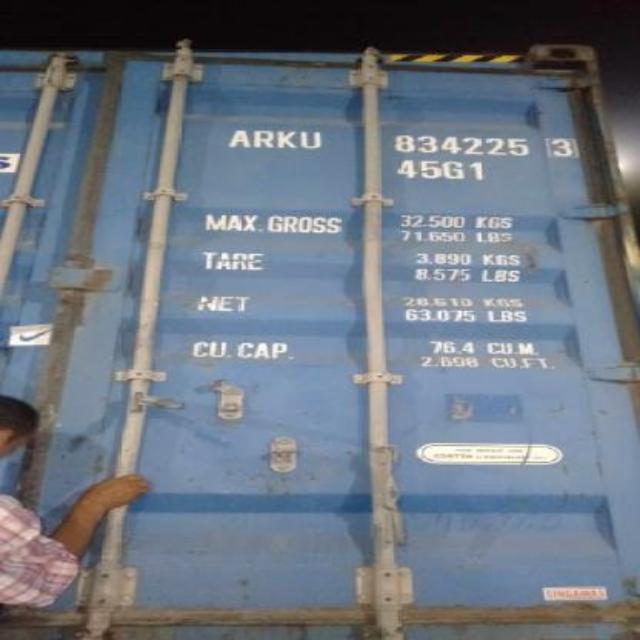 ARKU 834225 3
45G1
MAX. GROSS 32.500 KGS
71.650 LBS
TARE 3.890 KGS
8.575 LBS
NET 28.610 KGS
63.075 LBS
CU. CAP. 76.4 CU.M.
2.698 CU.FT.
SINGAMAS